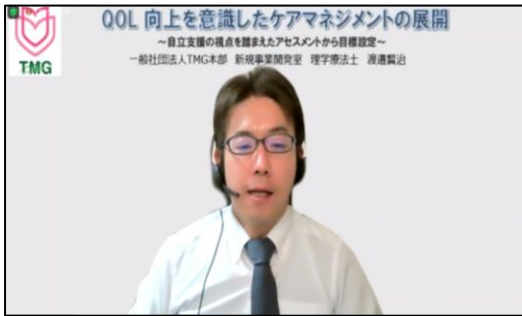 QOL 向上を意識したケアマネジメントの展開
～自立支援の視点を踏まえたアセスメントから目標設定～
一般社団法人TMG本部 新規事業開発室 理学療法士 渡邉賢治
TMG